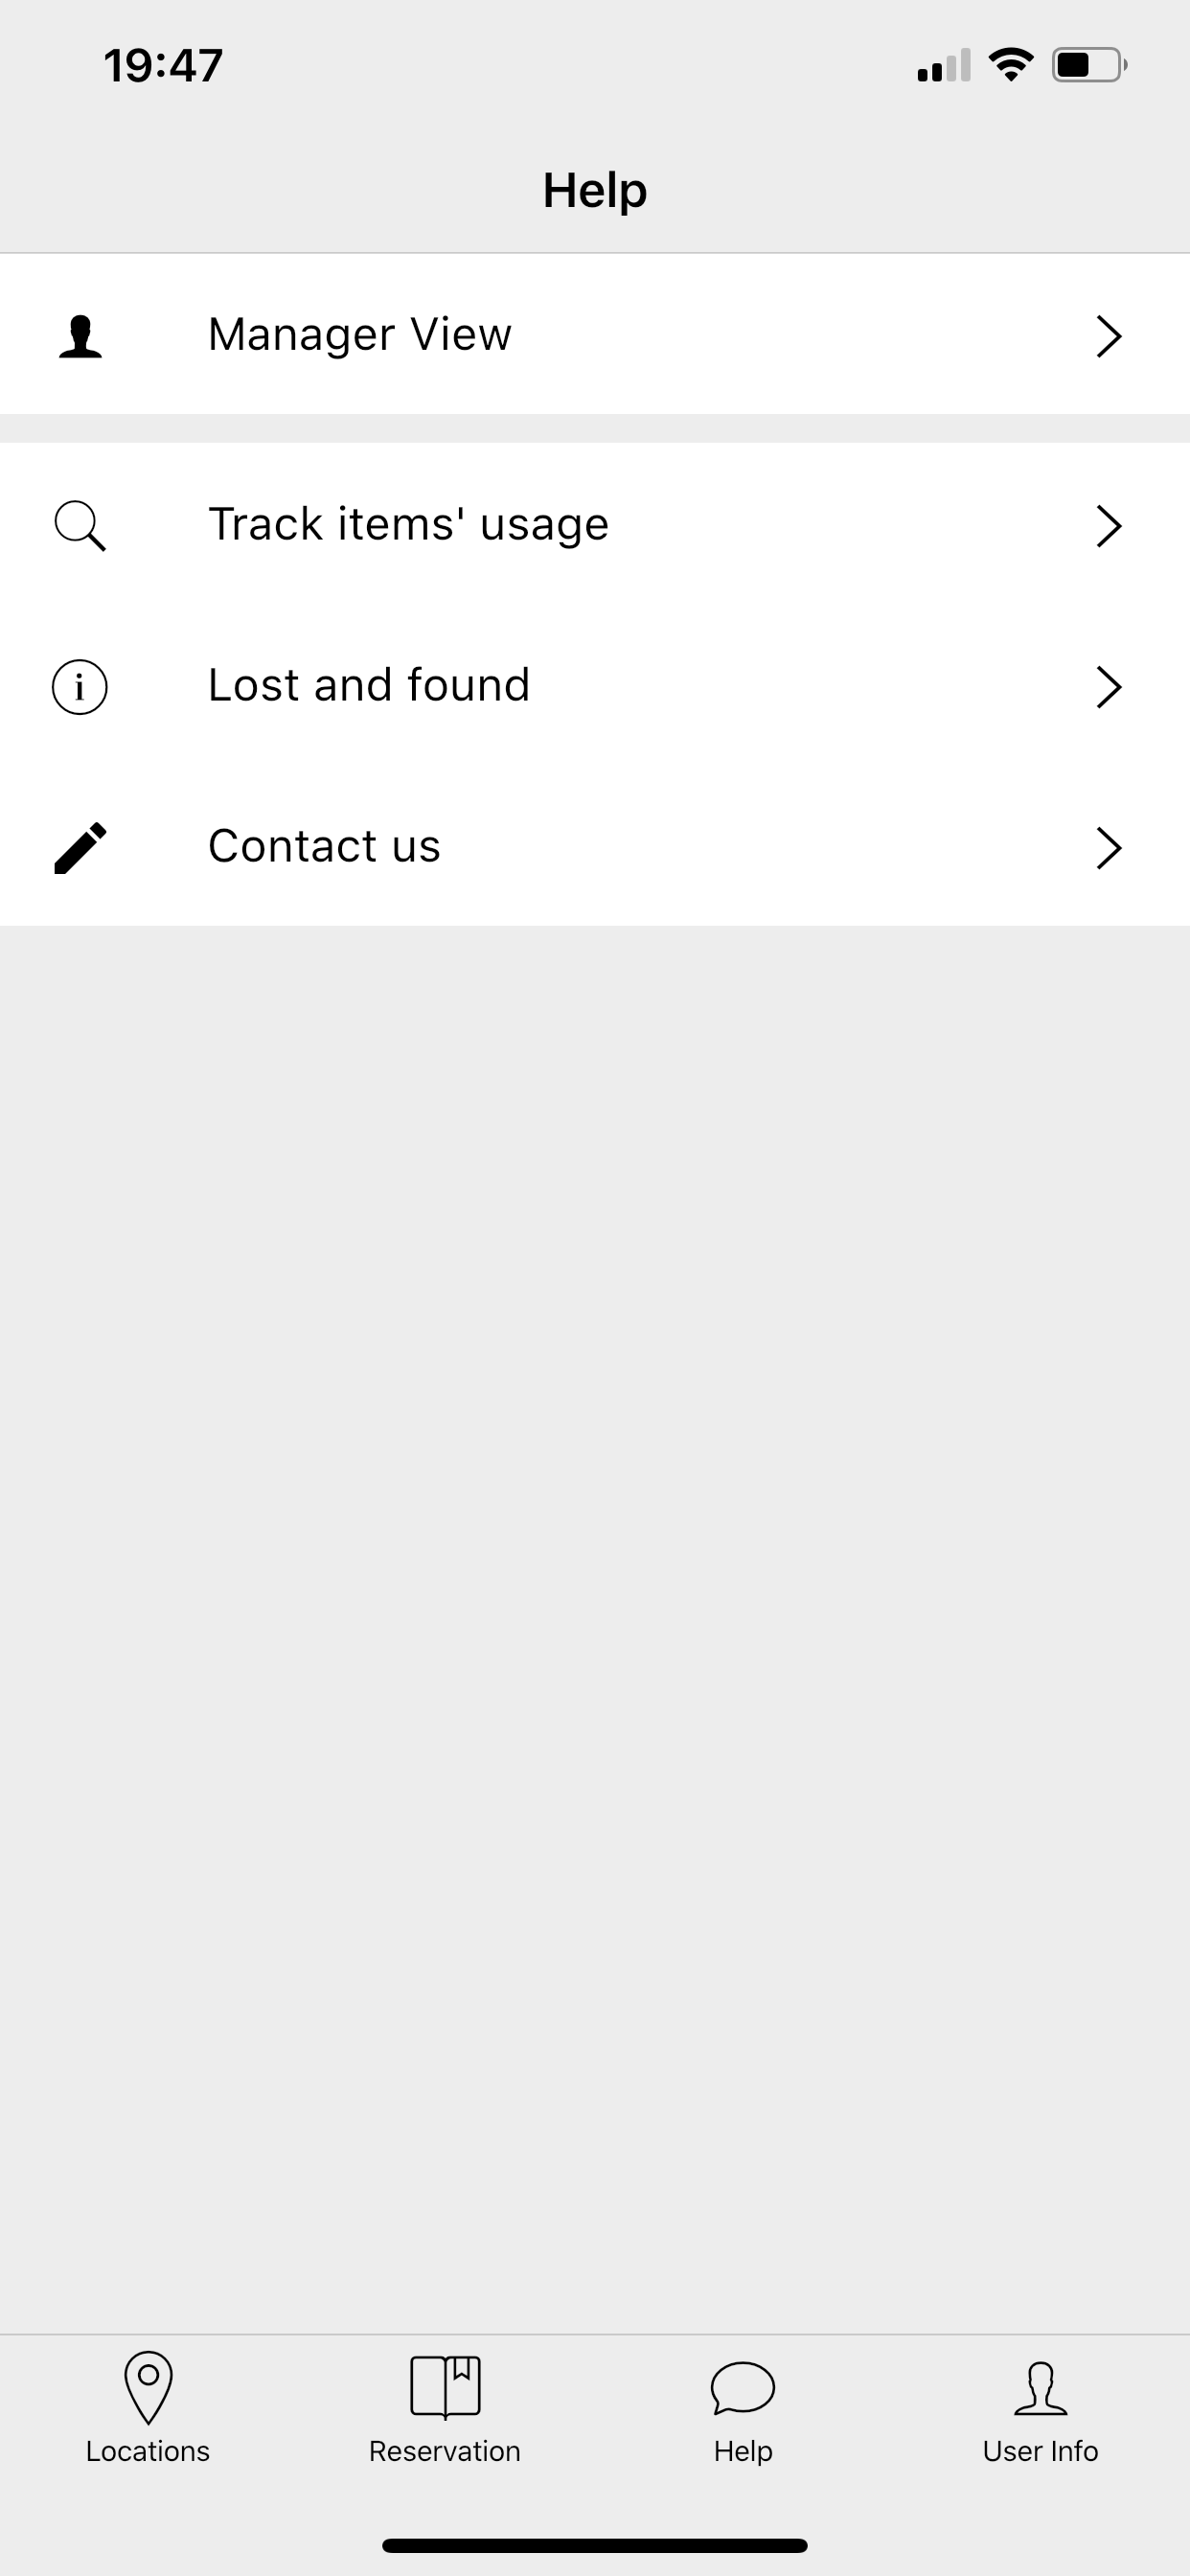 19:47
Help
Manager View
Track items' usage
Lost and found
Contact us
Locations
Reservation
Help
User Info